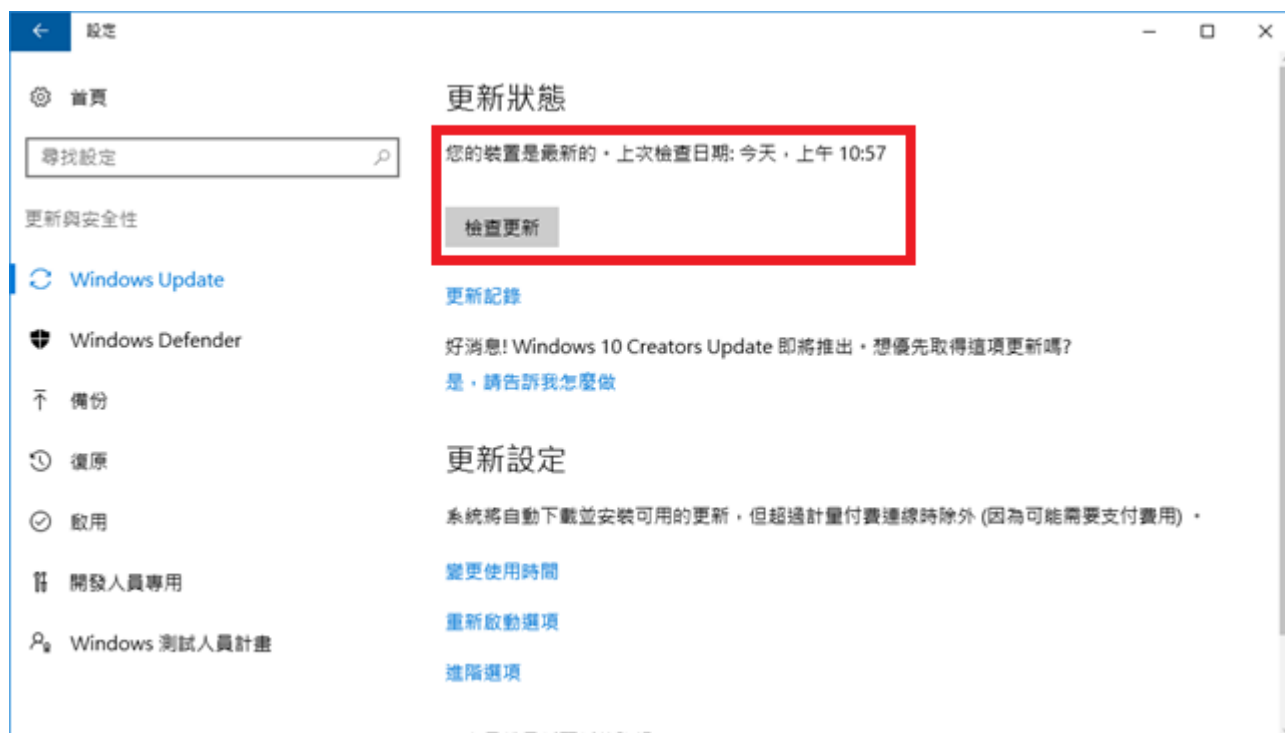 設定
首頁
尋找設定
更新與安全性
Windows Update
Windows Defender
備份
復原
啟用
開發人員專用
Windows 測試人員計畫
更新狀態
您的裝置是最新的。上次檢查日期: 今天，上午 10:57
檢查更新
更新記錄
好消息! Windows 10 Creators Update 即將推出。想優先取得這項更新嗎?
是，請告訴我怎麼做
更新設定
系統將自動下載並安裝可用的更新，但超過計量付費連線時除外 (因為可能需要支付費用) 。
變更使用時間
重新啟動選項
進階選項